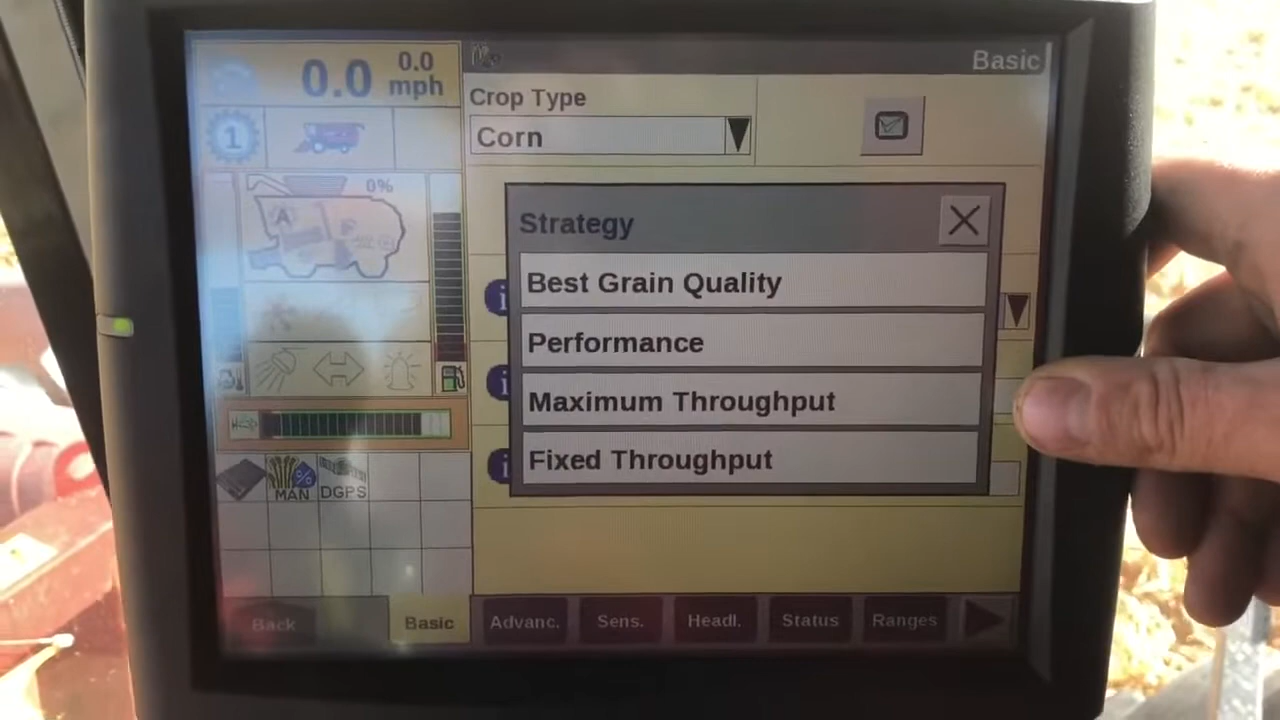 0.0
0.0
mph
Basic
Crop Type
Corn
1
0%
A
Strategy
Best Grain Quality
Performance
Maximum Throughput
Fixed Throughput
MAN
DGPS
Back
Basic
Advanc.
Sens.
Headl.
Status
Ranges